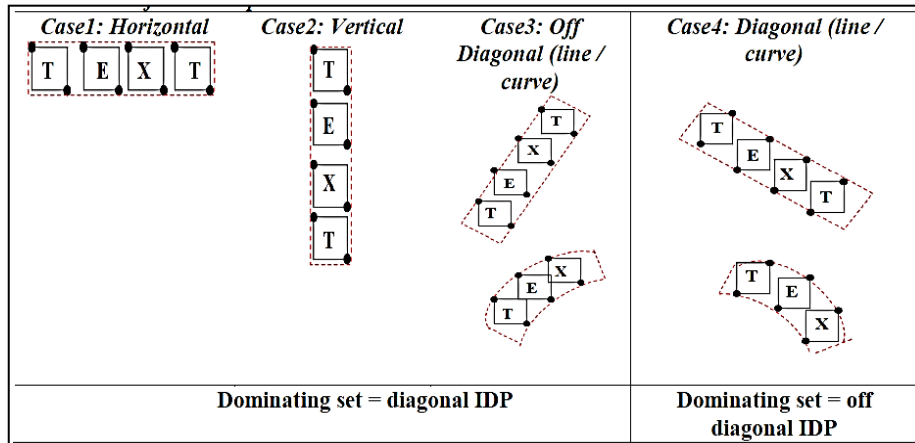 Case1: Horizontal
T E X T
Case2: Vertical
T
E
X
T
Case3: Off
Diagonal (line /
curve)
T
X
E
T
X
E
T
Case4: Diagonal (line /
curve)
T
E
X
T
T
E
X
Dominating set = diagonal IDP
Dominating set = off
diagonal IDP